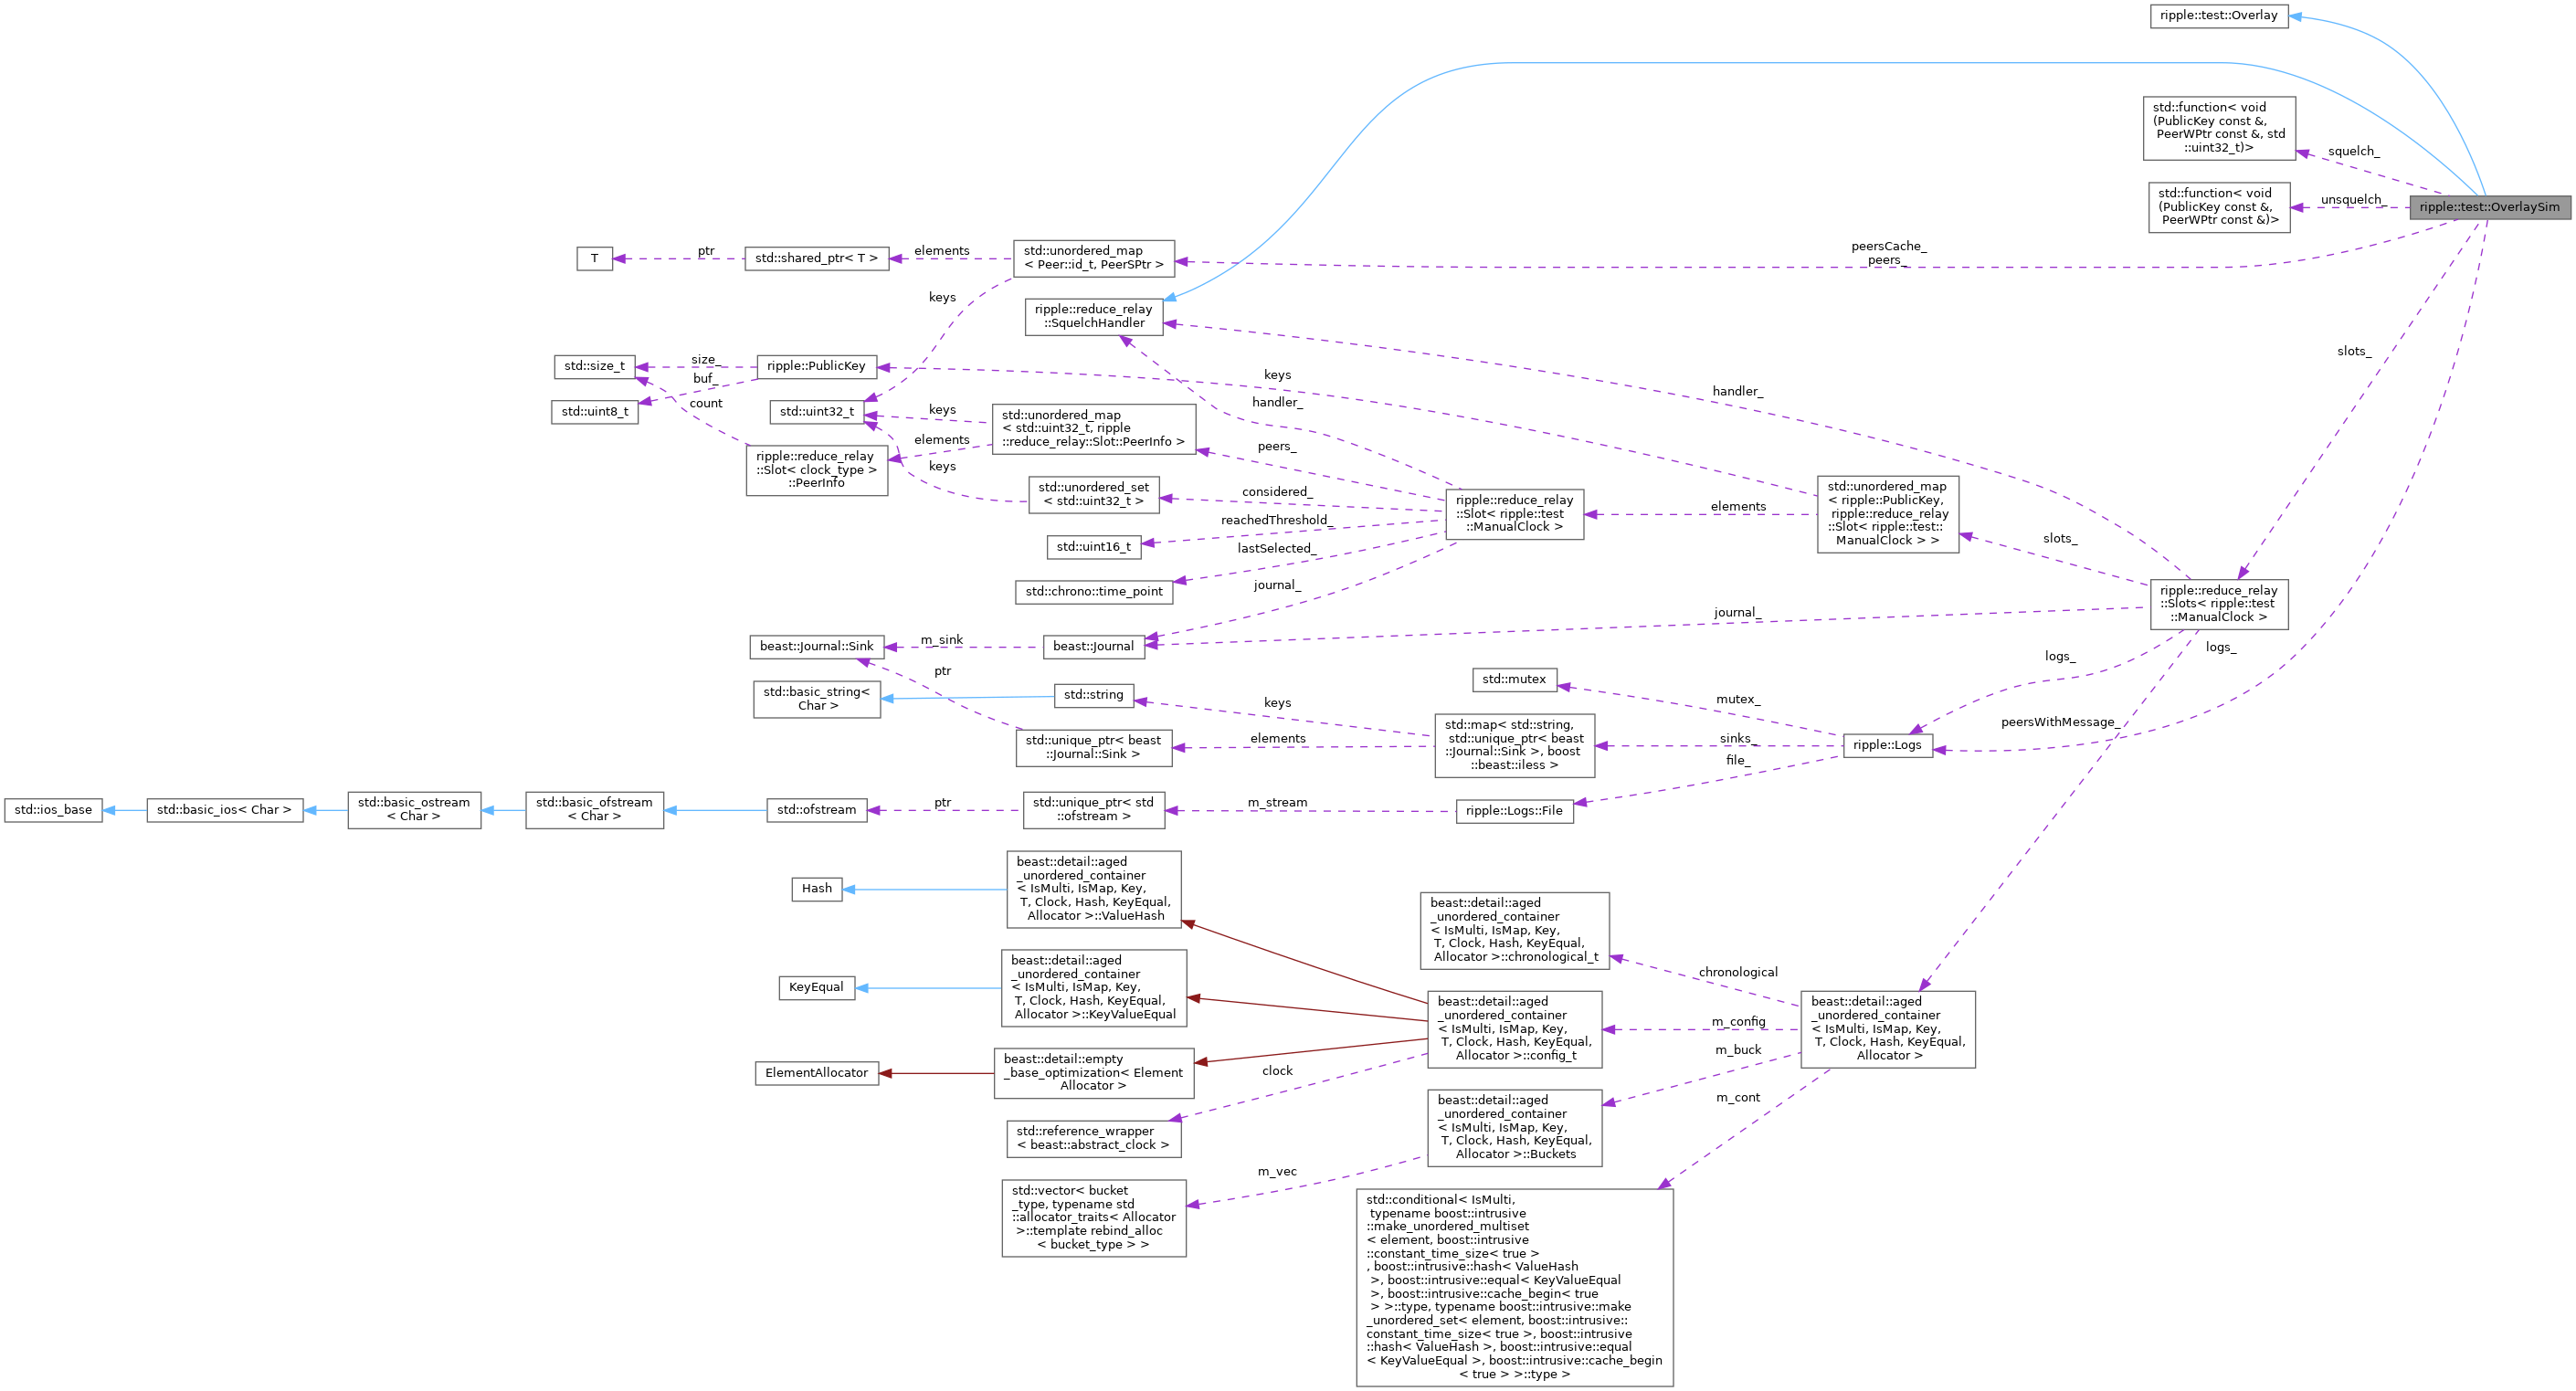 ripple::test::Overlay
std::function< void
(PublicKey const &,
PeerWPtr const &, std
::uint32_t)>
squelch_
std::function< void
(PublicKey const &,
PeerWPtr const &)>
unsquelch_
ripple::test::OverlaySim
T
ptr
std::shared_ptr< T >
elements
std::unordered_map
< Peer::id_t, PeerSPtr >
peersCache_
peers_
keys
ripple::reduce_relay
::SquelchHandler
std::size_t
size_
ripple::PublicKey
buf_
std::uint8_t
count
std::uint32_t
keys
std::unordered_map
< std::uint32_t, ripple
::reduce_relay::Slot::PeerInfo >
keys
handler_
handler_
slots_
elements
ripple::reduce_relay
::Slot< clock_type >
::PeerInfo
keys
peers_
std::unordered_set
< std::uint32_t >
considered_
reachedThreshold_
std::uint16_t
lastSelected_
std::chrono::time_point
journal_
ripple::reduce_relay
::Slot< ripple::test
::ManualClock >
elements
std::unordered_map
< ripple::PublicKey,
ripple::reduce_relay
::Slot< ripple::test::
ManualClock > >
slots_
ripple::reduce_relay
::Slots< ripple::test
::ManualClock >
journal_
logs_
logs_
beast::Journal::Sink
m_sink
beast::Journal
ptr
std::basic_string<
Char >
std::string
keys
std::mutex
mutex_
peersWithMessage_
std::unique_ptr< beast
::Journal::Sink >
elements
std::map< std::string,
std::unique_ptr< beast
::Journal::Sink >, boost
::beast::iless >
sinks_
file_
ripple::Logs
std::ios_base
std::basic_ios< Char >
std::basic_ostream
< Char >
std::basic_ofstream
< Char >
std::ofstream
ptr
std::unique_ptr< std
::ofstream >
m_stream
ripple::Logs::File
Hash
beast::detail::aged
_unordered_container
< IsMulti, IsMap, Key,
T, Clock, Hash, KeyEqual,
Allocator >::ValueHash
beast::detail::aged
_unordered_container
< IsMulti, IsMap, Key,
T, Clock, Hash, KeyEqual,
Allocator >::chronological_t
chronological
KeyEqual
beast::detail::aged
_unordered_container
< IsMulti, IsMap, Key,
T, Clock, Hash, KeyEqual,
Allocator >::KeyValueEqual
beast::detail::aged
_unordered_container
< IsMulti, IsMap, Key,
T, Clock, Hash, KeyEqual,
Allocator >::config_t
m_config
m_buck
m_cont
beast::detail::aged
_unordered_container
< IsMulti, IsMap, Key,
T, Clock, Hash, KeyEqual,
Allocator >
ElementAllocator
beast::detail::empty
_base_optimization< Element
Allocator >
clock
std::reference_wrapper
< beast::abstract_clock >
beast::detail::aged
_unordered_container
< IsMulti, IsMap, Key,
T, Clock, Hash, KeyEqual,
Allocator >::Buckets
m_vec
std::vector< bucket
_type, typename std
::allocator_traits< Allocator
>::template rebind_alloc
< bucket_type > >
std::conditional< IsMulti,
typename boost::intrusive
::make_unordered_multiset
< element, boost::intrusive
::constant_time_size< true >
, boost::intrusive::hash< ValueHash
>, boost::intrusive::equal< KeyValueEqual
>, boost::intrusive::cache_begin< true
> >::type, typename boost::intrusive::make
_unordered_set< element, boost::intrusive::
constant_time_size< true >, boost::intrusive
::hash< ValueHash >, boost::intrusive::equal
< KeyValueEqual >, boost::intrusive::cache_begin
< true > >::type >